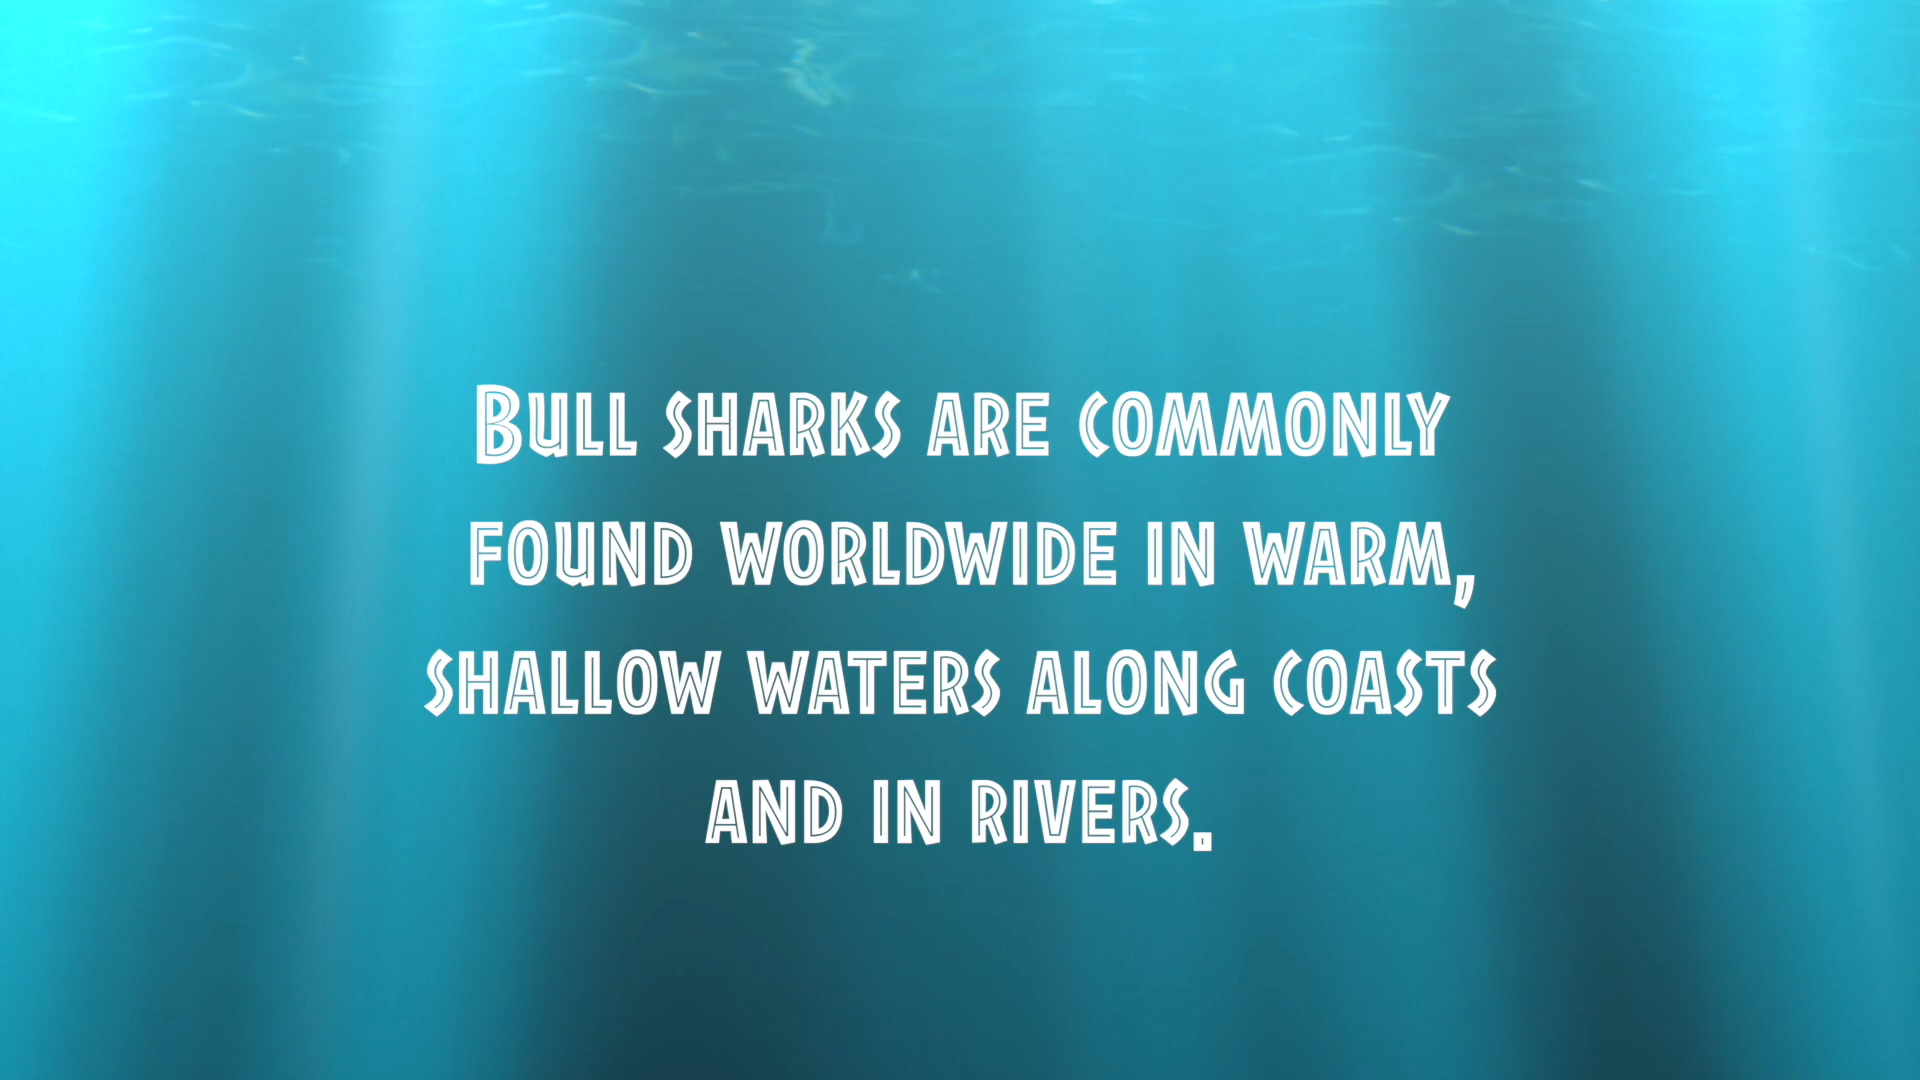 Bull sharks are commonly
found worldwide in warm,
shallow waters along coasts
and in rivers.